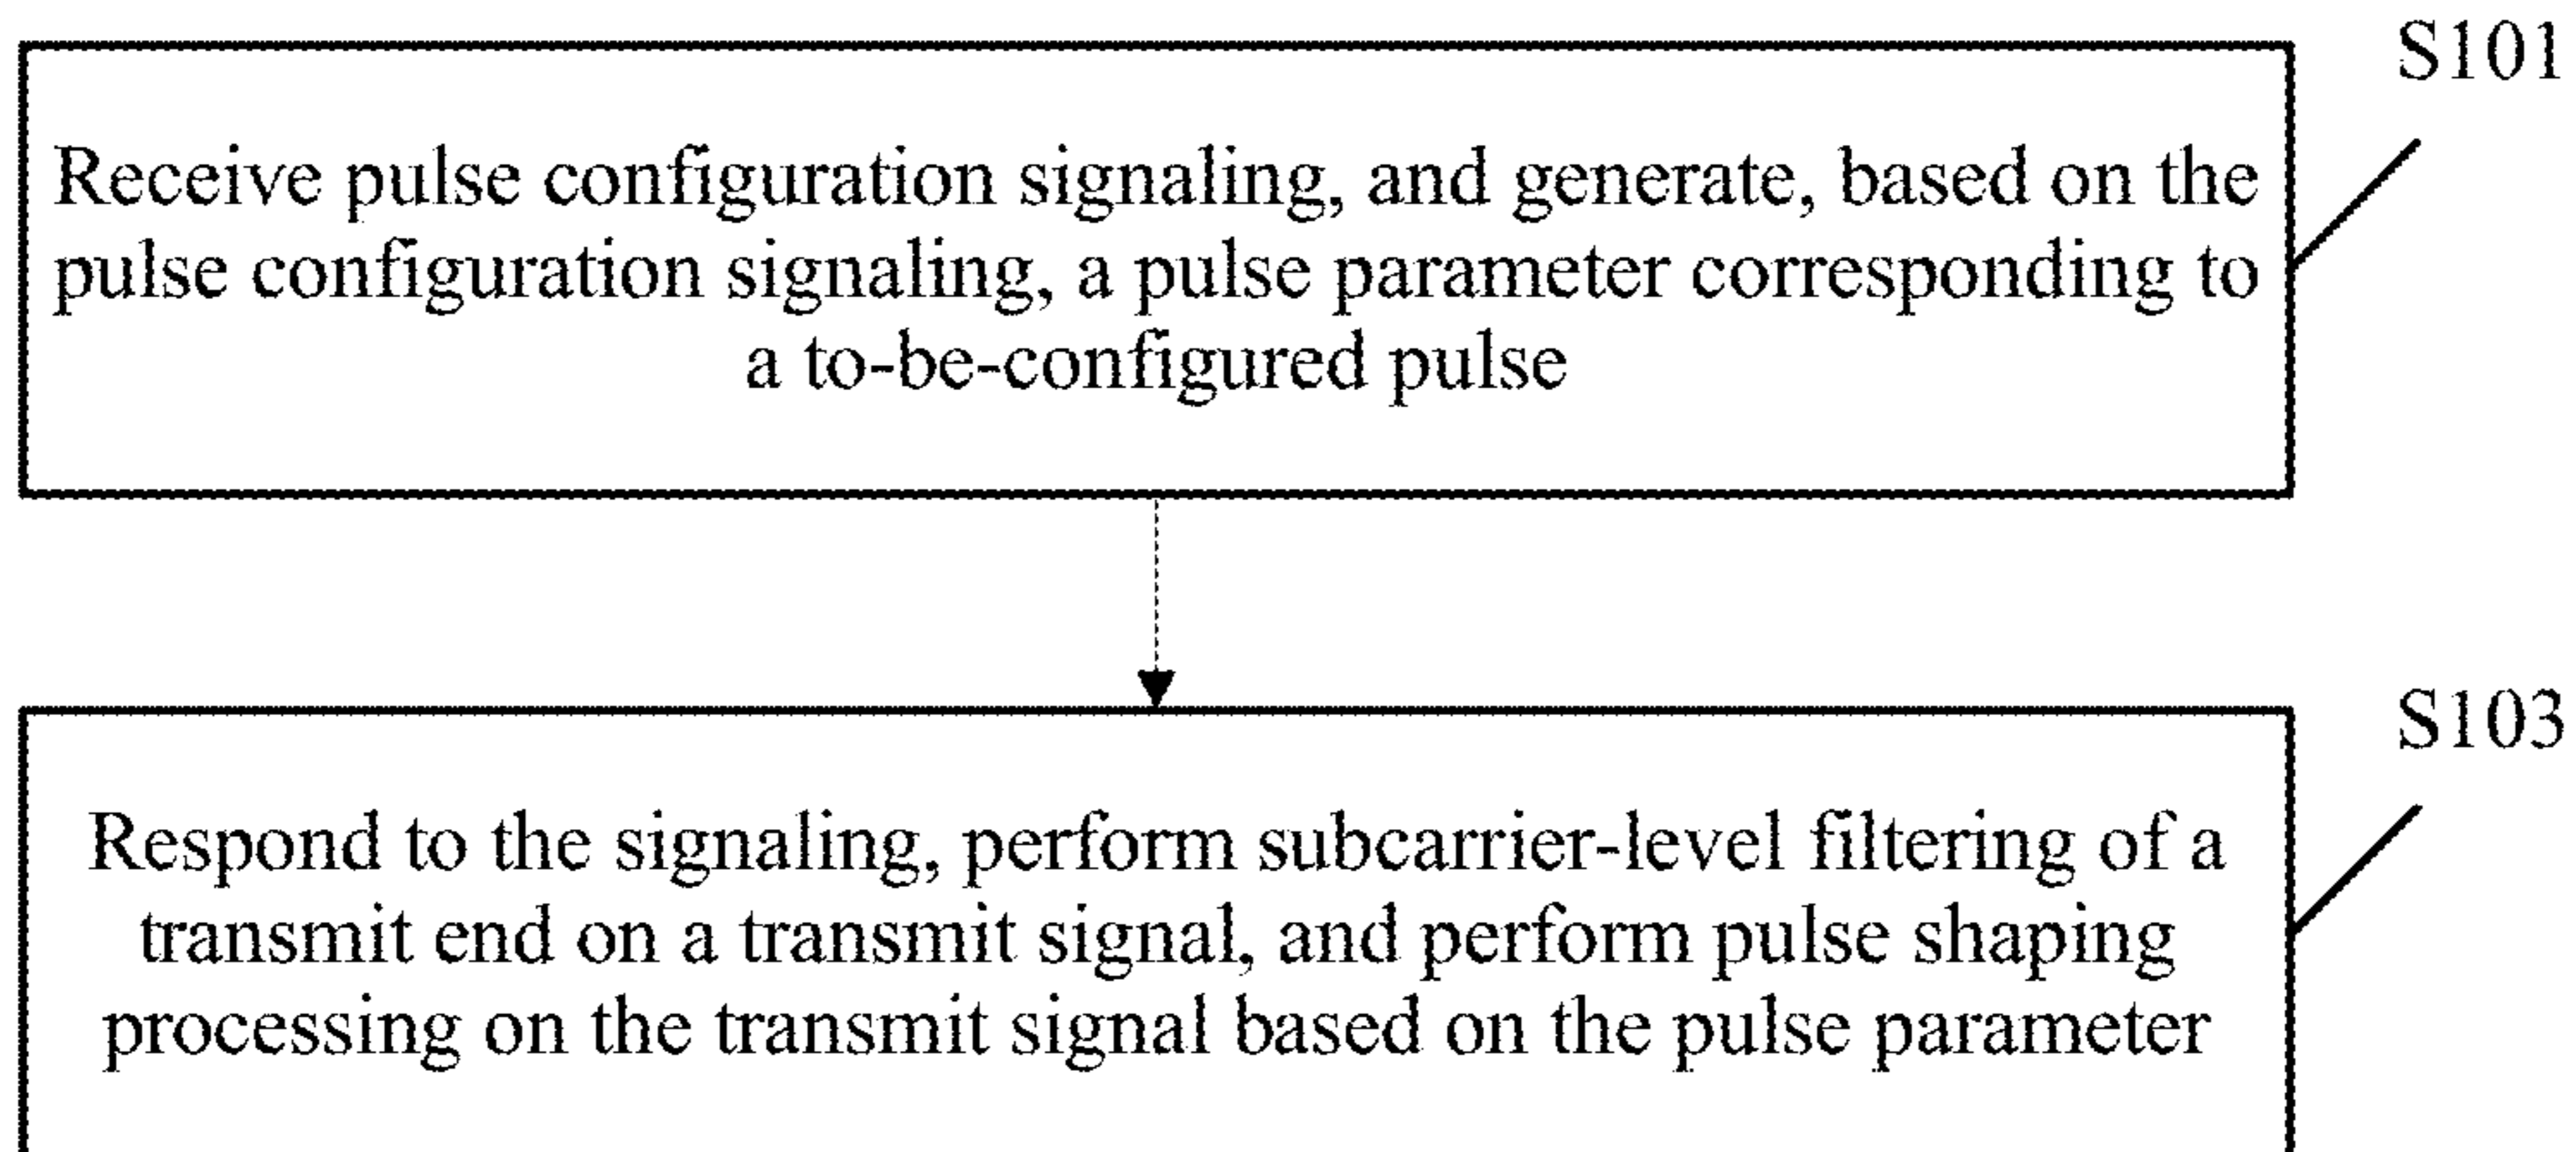 S101
Receive pulse configuration signaling, and generate, based on the
pulse configuration signaling, a pulse parameter corresponding to
a to-be-configured pulse
S103
Respond to the signaling, perform subcarrier-level filtering of a
transmit end on a transmit signal, and perform pulse shaping
processing on the transmit signal based on the pulse parameter